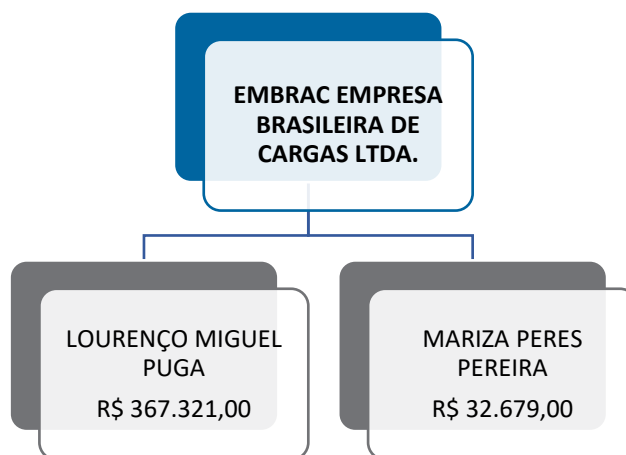 EMBRAC EMPRESA
BRASILEIRA DE
CARGAS LTDA.
LOURENÇO MIGUEL
PUGA
R$ 367.321,00
MARIZA PERES
PEREIRA
R$ 32.679,00